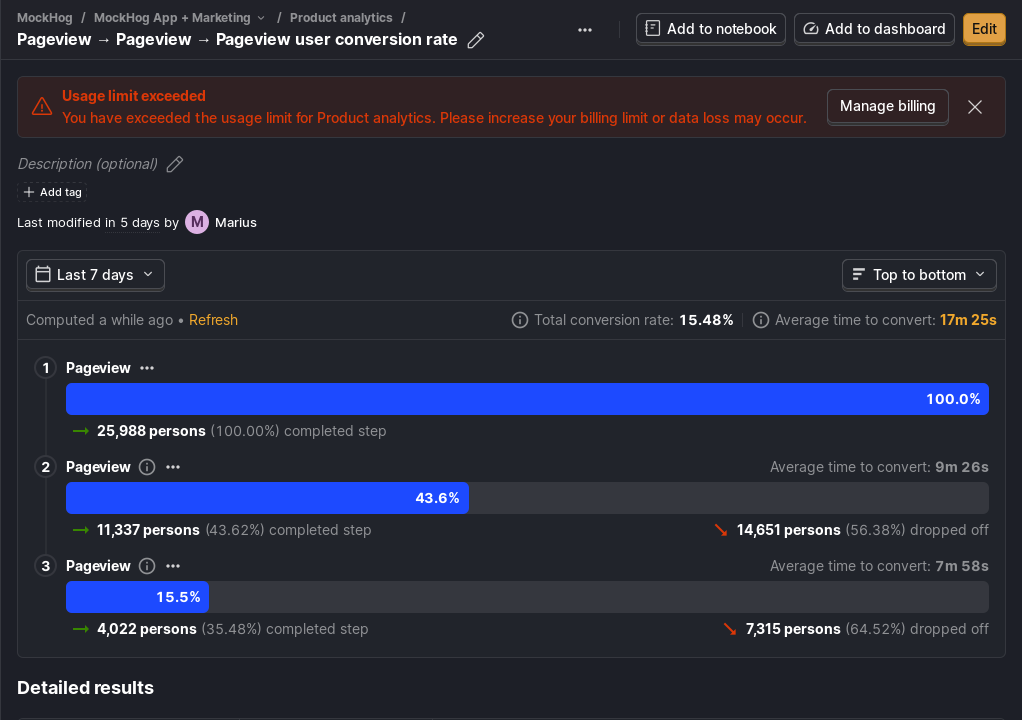 MockHog / MockHog App + Marketing / Product analytics /
Pageview → Pageview → Pageview user conversion rate
Add to notebook
Add to dashboard
Edit
Usage limit exceeded
You have exceeded the usage limit for Product analytics. Please increase your billing limit or data loss may occur.
Manage billing
Description (optional)
Add tag
Last modified in 5 days by M Marius
Last 7 days
Top to bottom
Computed a while ago • Refresh
Total conversion rate: 15.48%
Average time to convert: 17m 25s
1 Pageview
100.0%
25,988 persons (100.00%) completed step
2 Pageview
Average time to convert: 9m 26s
43.6%
11,337 persons (43.62%) completed step
14,651 persons (56.38%) dropped off
3 Pageview
Average time to convert: 7m 58s
15.5%
4,022 persons (35.48%) completed step
7,315 persons (64.52%) dropped off
Detailed results